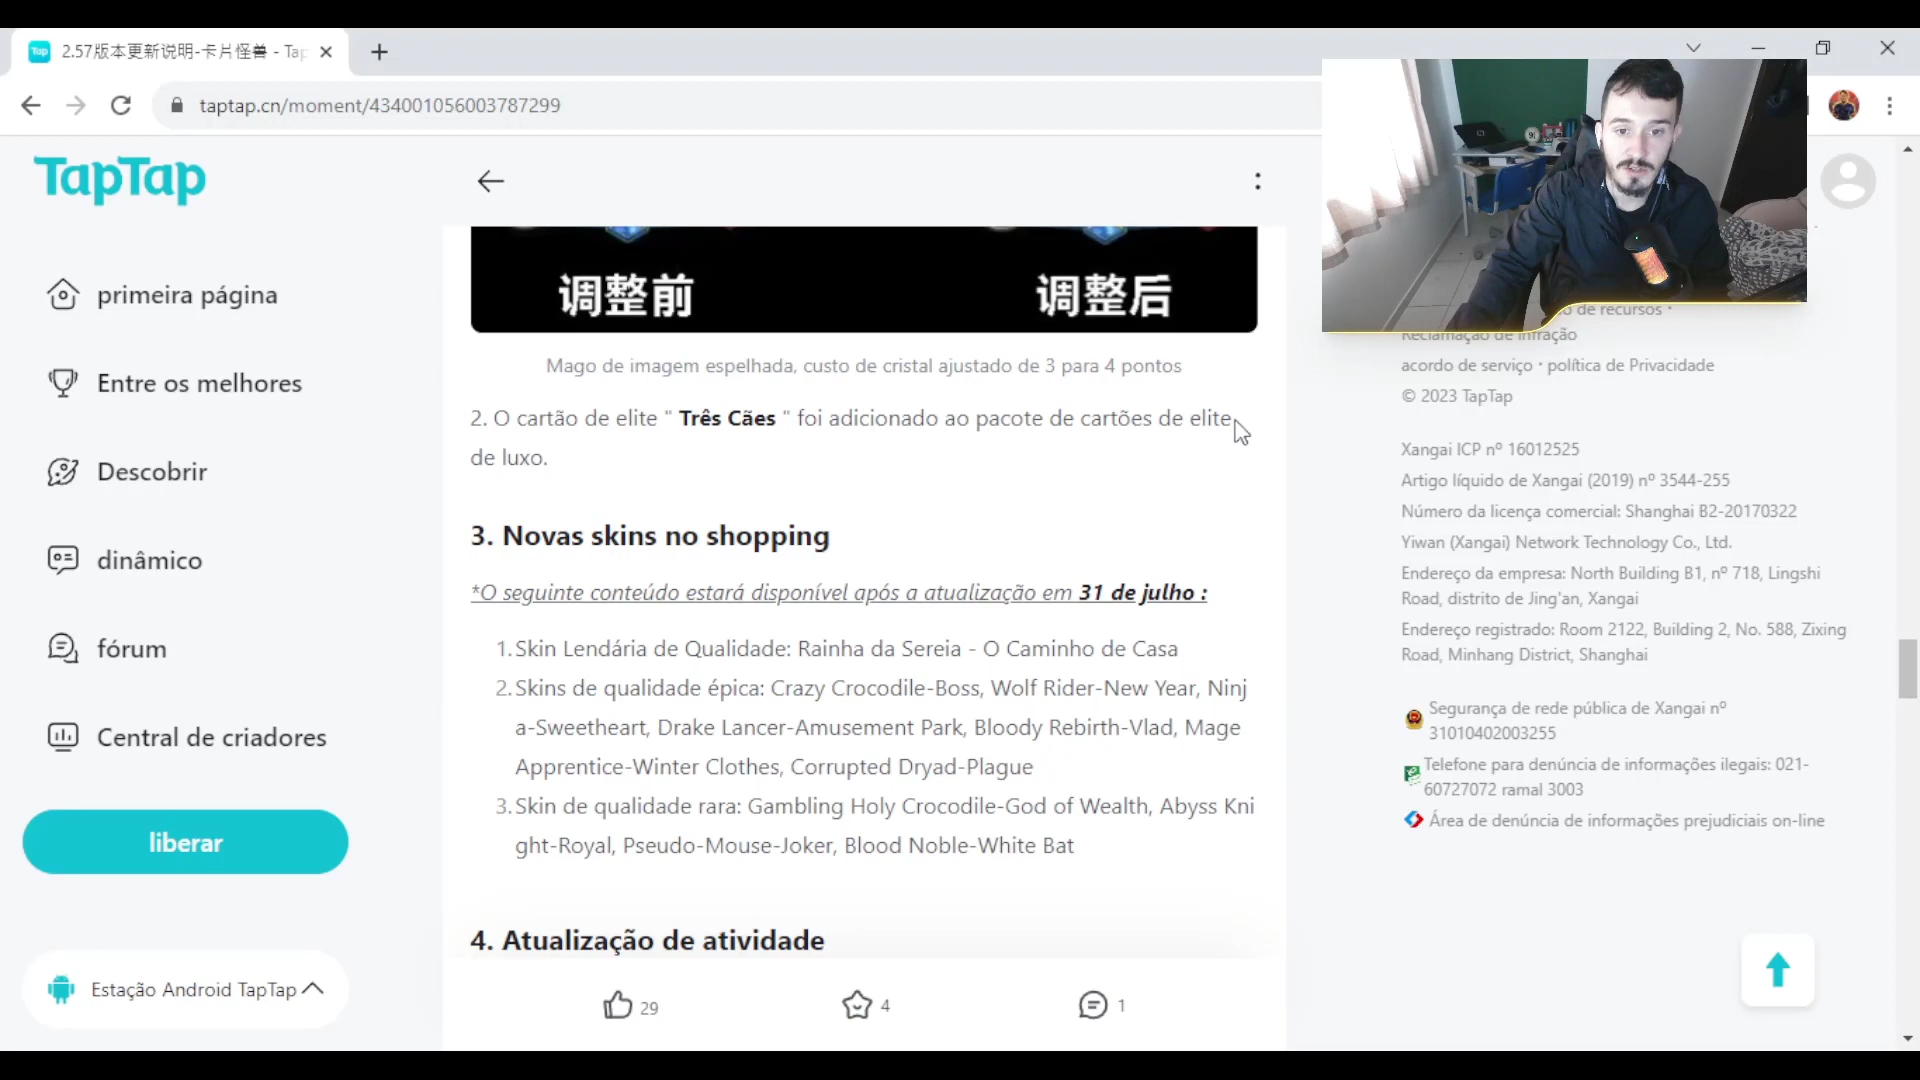 2.57版本更新说明-卡片怪兽 - Tap
taptap.cn/moment/434001056003787299
TapTap
primeira página
Entre os melhores
Descobrir
dinâmico
fórum
Central de criadores
liberar
Estação Android TapTap
调整前
调整后
Mago de imagem espelhada, custo de cristal ajustado de 3 para 4 pontos
2. O cartão de elite " Três Cães " foi adicionado ao pacote de cartões de elite
de luxo.
3. Novas skins no shopping
*O seguinte conteúdo estará disponível após a atualização em 31 de julho :
1. Skin Lendária de Qualidade: Rainha da Sereia - O Caminho de Casa
2. Skins de qualidade épica: Crazy Crocodile-Boss, Wolf Rider-New Year, Ninj
a-Sweetheart, Drake Lancer-Amusement Park, Bloody Rebirth-Vlad, Mage
Apprentice-Winter Clothes, Corrupted Dryad-Plague
3. Skin de qualidade rara: Gambling Holy Crocodile-God of Wealth, Abyss Kni
ght-Royal, Pseudo-Mouse-Joker, Blood Noble-White Bat
4. Atualização de atividade
29
4
1
o de recursos ·
Reclamação de infração
acordo de serviço · política de Privacidade
© 2023 TapTap
Xangai ICP nº 16012525
Artigo líquido de Xangai (2019) nº 3544-255
Número da licença comercial: Shanghai B2-20170322
Yiwan (Xangai) Network Technology Co., Ltd.
Endereço da empresa: North Building B1, nº 718, Lingshi
Road, distrito de Jing'an, Xangai
Endereço registrado: Room 2122, Building 2, No. 588, Zixing
Road, Minhang District, Shanghai
Segurança de rede pública de Xangai nº
31010402003255
Telefone para denúncia de informações ilegais: 021-
60727072 ramal 3003
Área de denúncia de informações prejudiciais on-line